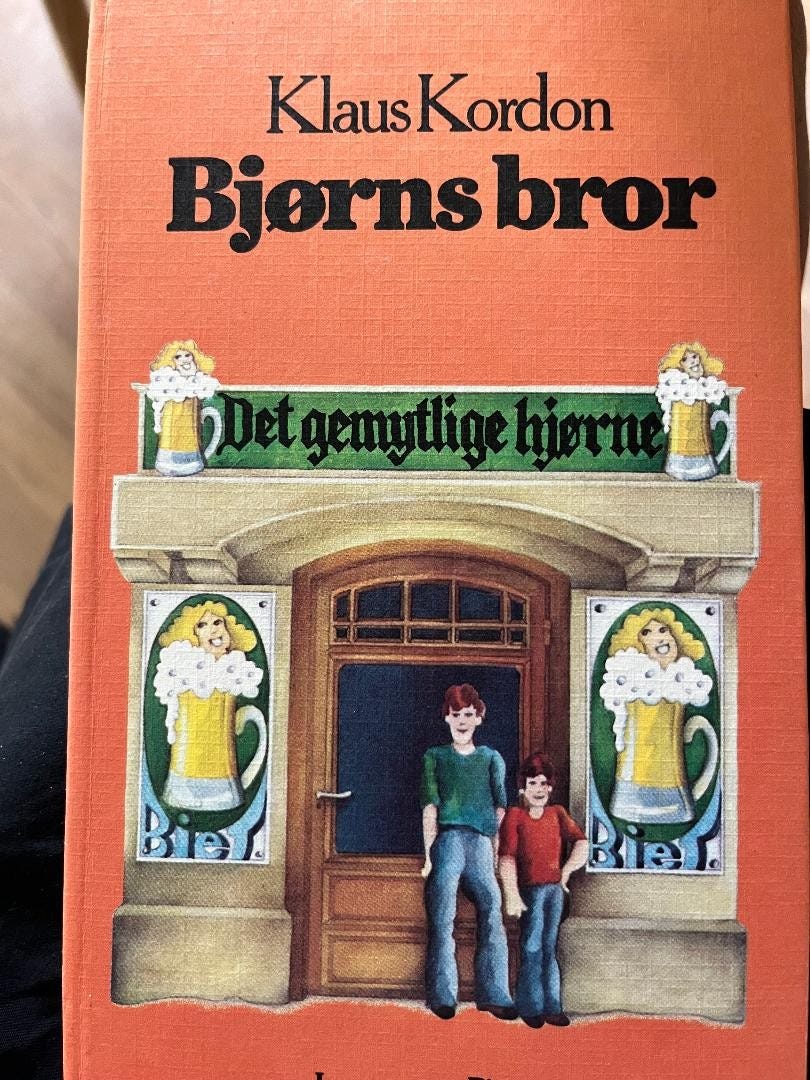 Klaus Kordon
Bjørns bror
Det gemytlige hjørne
Bier.
Bier.